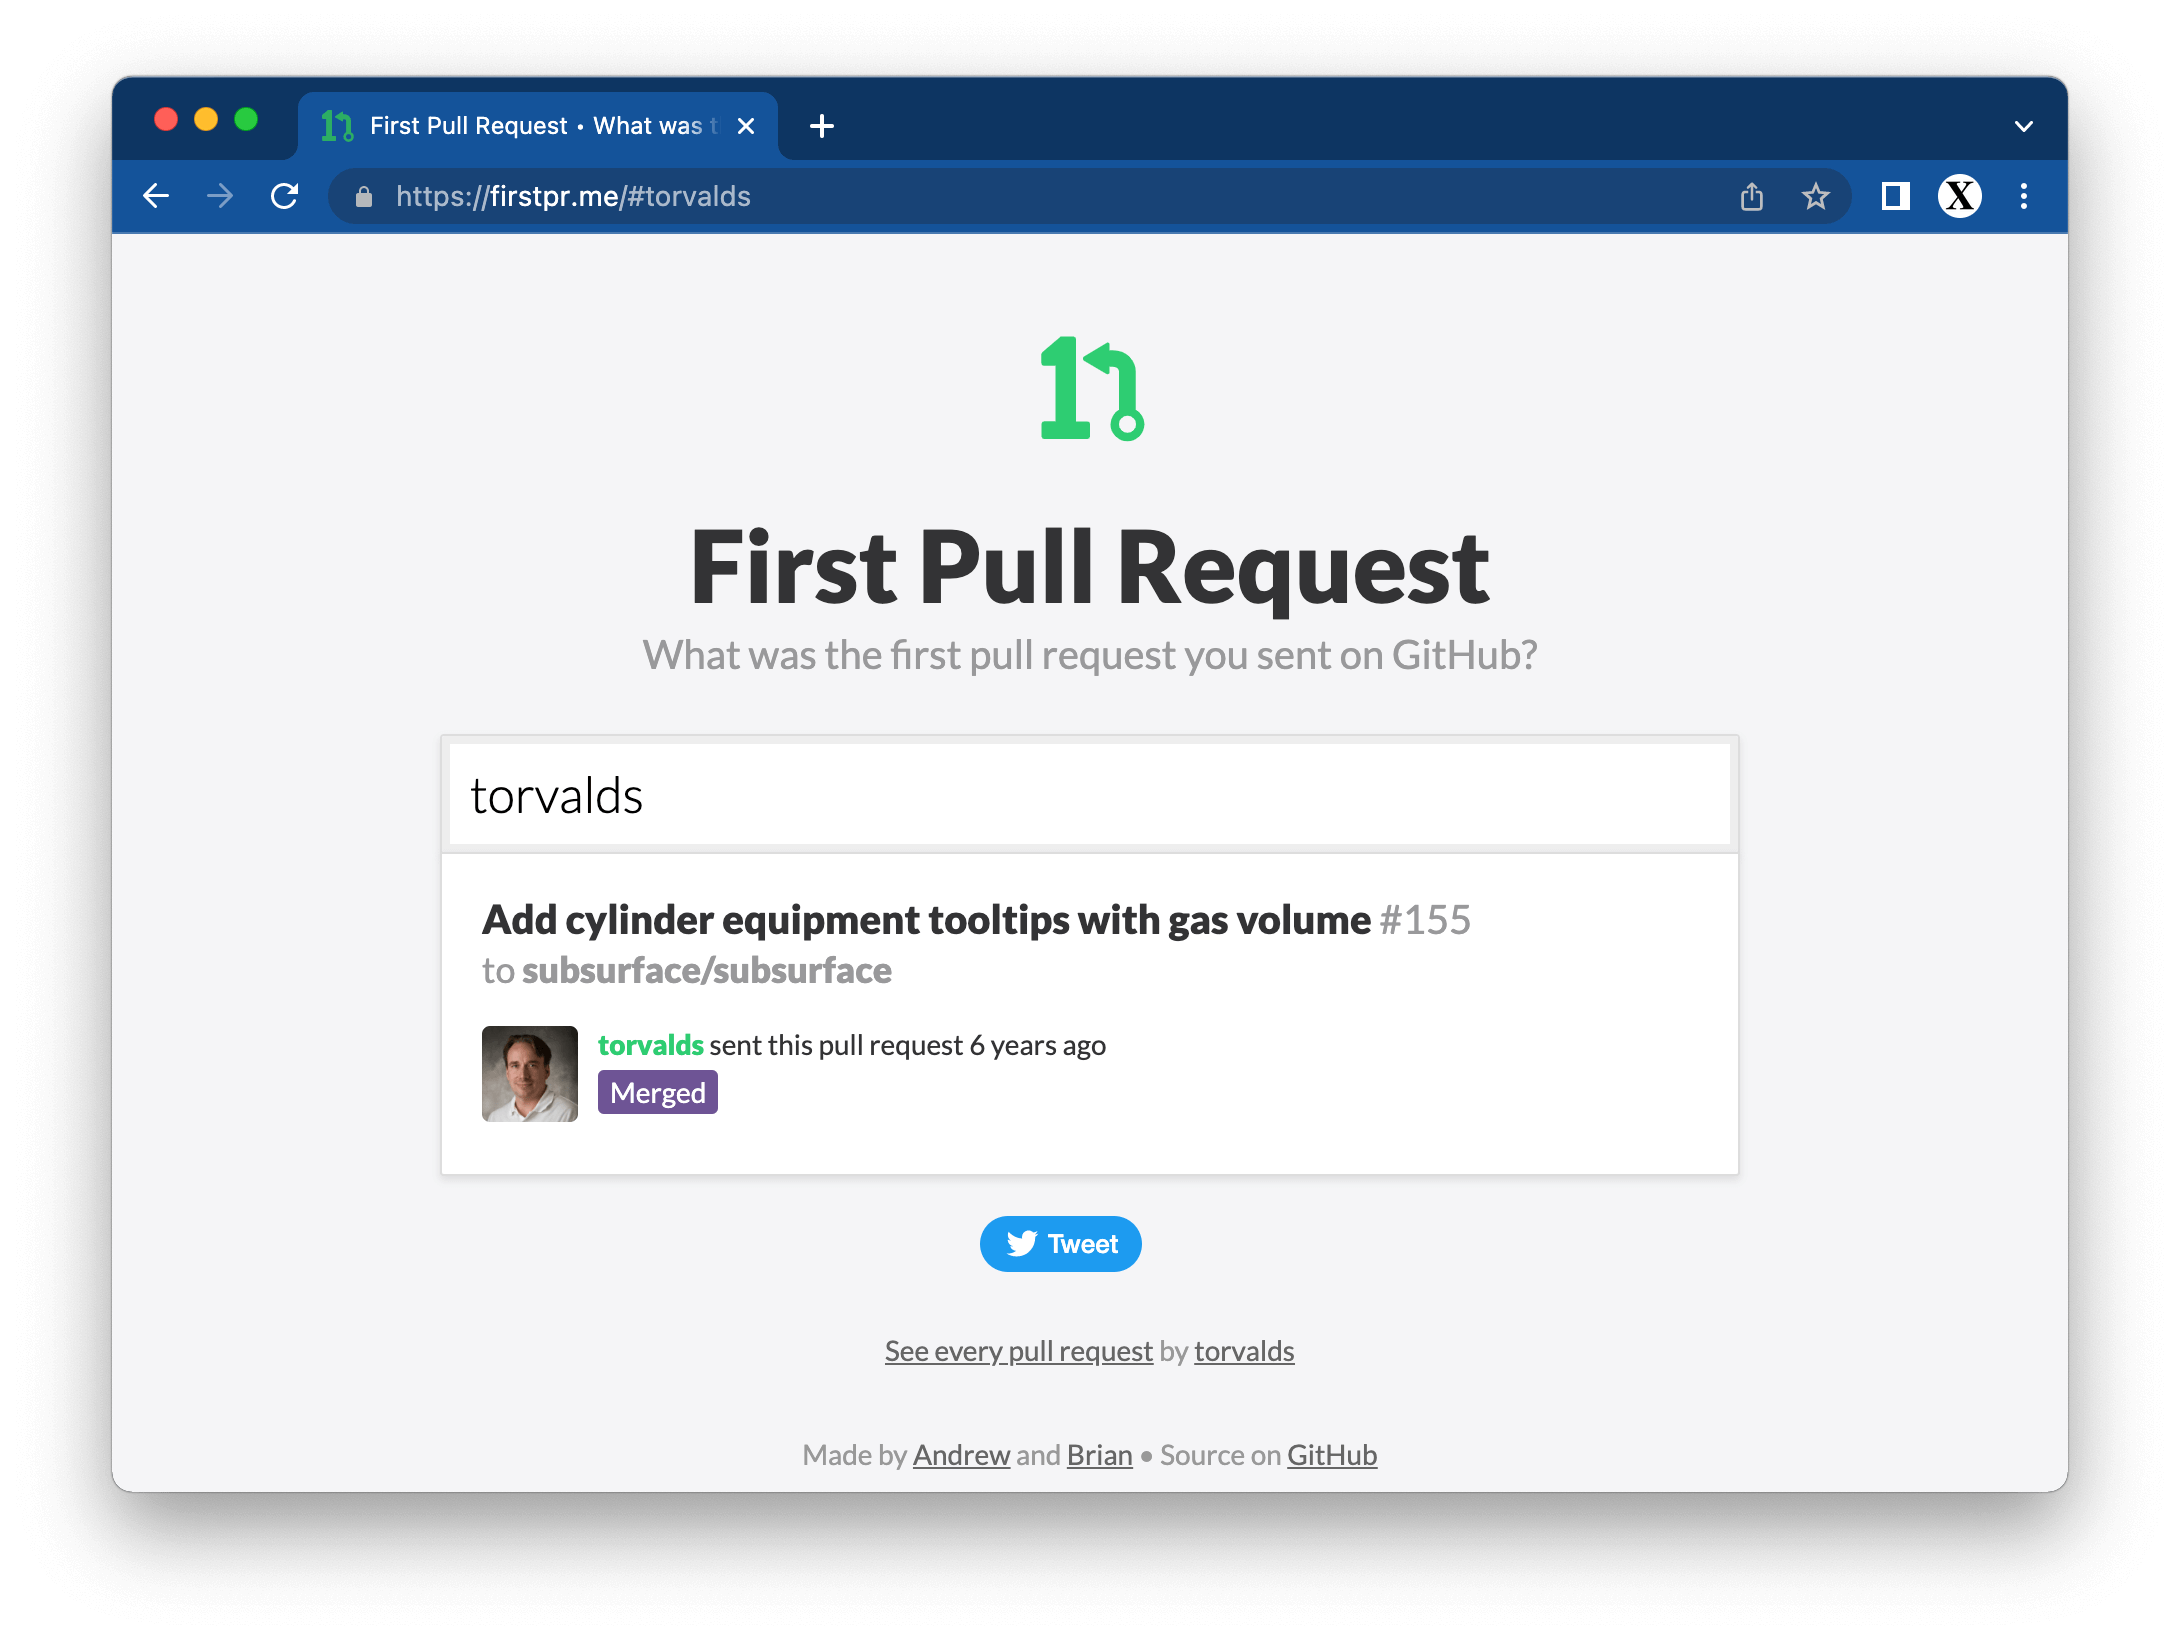 First Pull Request • What was t
https://firstpr.me/#torvalds
X
First Pull Request
What was the first pull request you sent on GitHub?
torvalds
Add cylinder equipment tooltips with gas volume #155
to subsurface/subsurface
torvalds sent this pull request 6 years ago
Merged
Tweet
See every pull request by torvalds
Made by Andrew and Brian • Source on GitHub